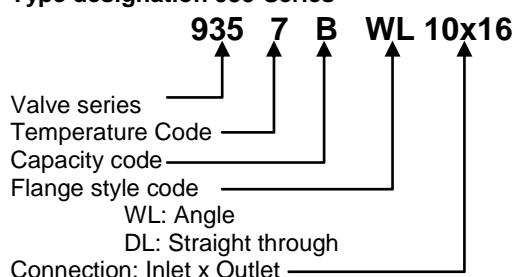 935 7 B WL 10x16
Valve series
Temperature Code
Capacity code
Flange style code
WL: Angle
DL: Straight through
Connection: Inlet x Outlet